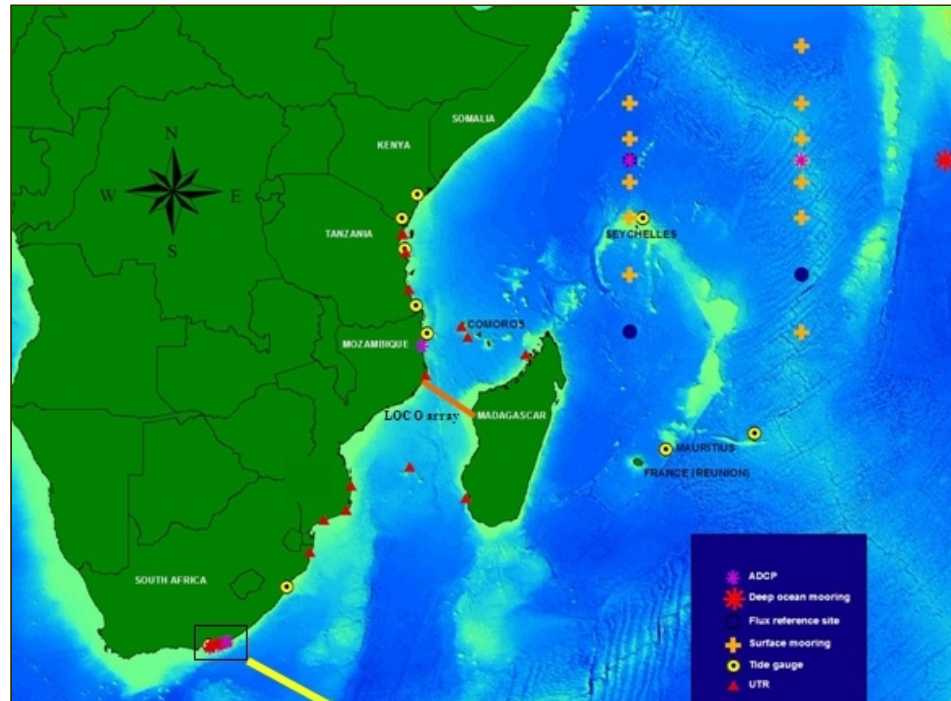 SOMALIA
KENYA
N
W E
S
TANZANIA
SEYCHELLES
COMOROS
MOZAMBIQUE
LOCO array
MADAGASCAR
MAURITIUS
FRANCE (REUNION)
SOUTH AFRICA
ADCP
Deep ocean mooring
Flux reference site
Surface mooring
Tide gauge
UTR